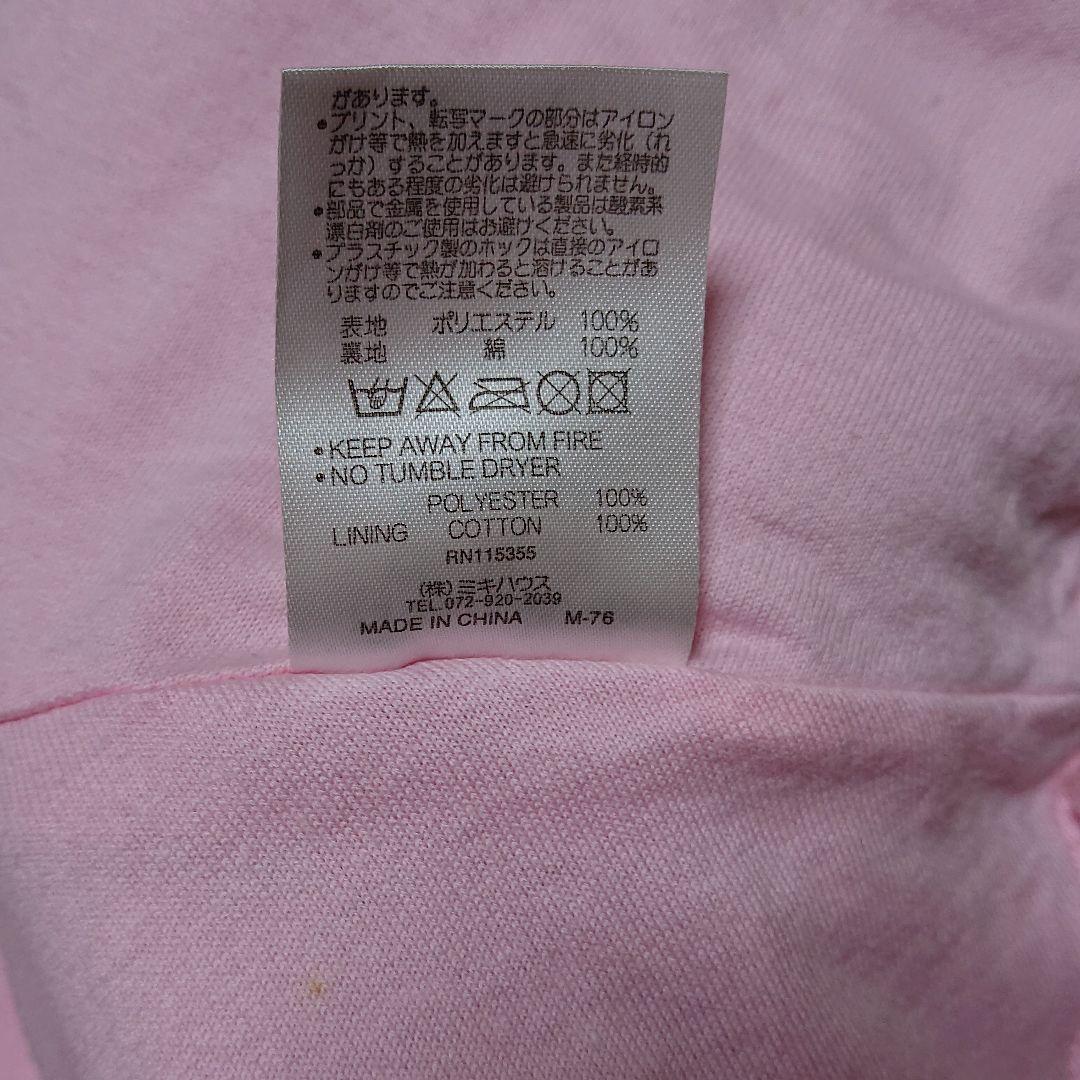 があります。
•プリント、転写マークの部分はアイロン
がけ等で熱を加えますと急速に劣化（れ
っか）することがあります。また経時的
にもある程度の劣化は避けられません。
•部品で金属を使用している製品は酸素系
漂白剤のご使用はお避けください。
•プラスチック製のホックは直接のアイロ
ンがけ等で熱が加わると溶けることがあ
りますのでご注意ください。
表地 ポリエステル 100%
裏地 綿 100%
•KEEP AWAY FROM FIRE
•NO TUMBLE DRYER
POLYESTER 100%
LINING COTTON 100%
RN115355
(株)ミキハウス
TEL.072-920-2039
MADE IN CHINA M-76